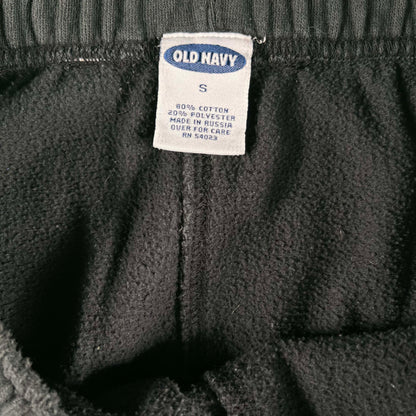 OLD NAVY
S
80% COTTON
20% POLYESTER
MADE IN RUSSIA
OVER FOR CARE
RN 54023